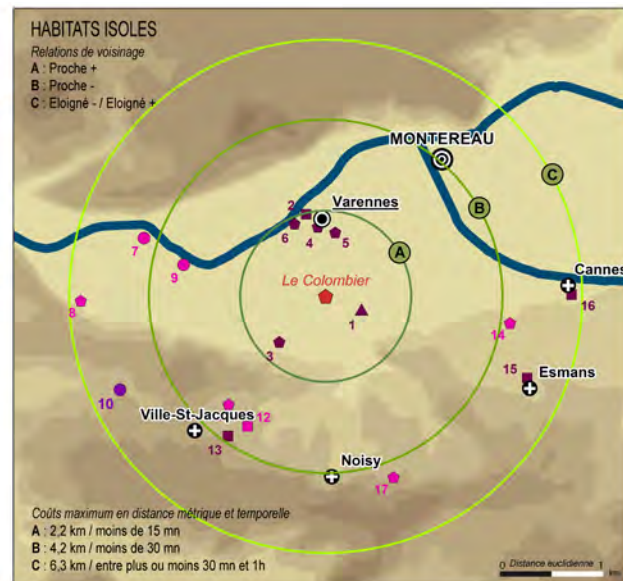 HABITATS ISOLES
Relations de voisinage
A : Proche +
B : Proche -
C : Eloigné - / Eloigné +
MONTEREAU
C
B
2
Varennes
6
4
5
A
7
9
Cannes
16
Le Colombier
8
1
14
3
15
Esmans
10
Ville-St-Jacques
12
13
Noisy
17
Coûts maximum en distance métrique et temporelle
A : 2,2 km / moins de 15 mn
B : 4,2 km / moins de 30 mn
C : 6,3 km / entre plus ou moins 30 mn et 1h
0 Distance euclidienne 1
km